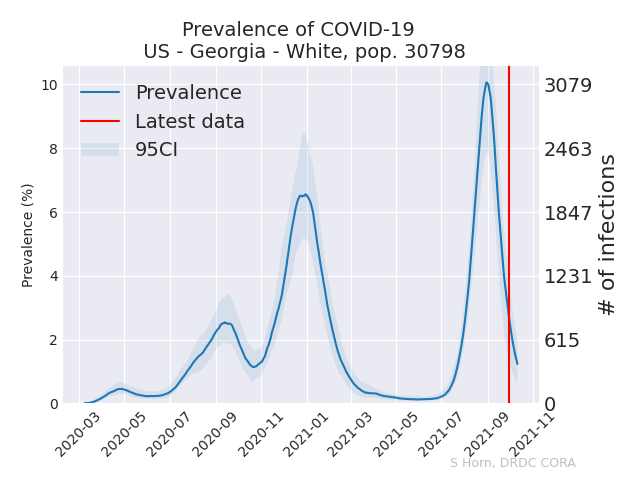 Prevalence of COVID-19
US - Georgia - White, pop. 30798
Prevalence
Latest data
95CI
Prevalence (%)
10
8
6
4
2
0
3079
2463
1847
1231
615
0
# of infections
2020-03
2020-05
2020-07
2020-09
2020-11
2021-01
2021-03
2021-05
2021-07
2021-09
2021-11
S Horn, DRDC CORA